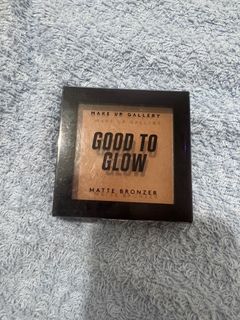 MAKE UP GALLERY
GOOD TO
GLOW
MATTE BRONZER